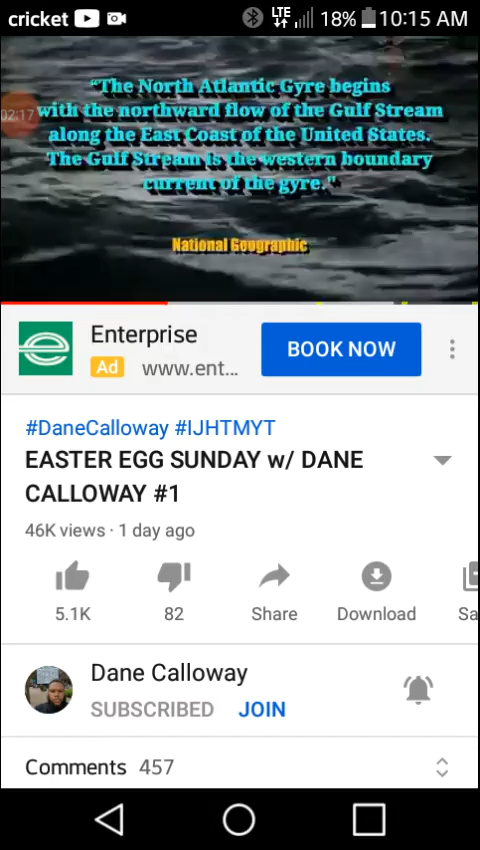 cricket LTE 18% 10:15 AM
“The North Atlantic Gyre begins
02:17
with the northward flow of the Gulf Stream
along the East Coast of the United States.
The Gulf Stream is the western boundary
current of the gyre."
National Geographic
Enterprise
Ad www.ent...
BOOK NOW
#DaneCalloway #IJHTMYT
EASTER EGG SUNDAY w/ DANE
CALLOWAY #1
46K views · 1 day ago
5.1K 82 Share Download Sa
Dane Calloway
SUBSCRIBED JOIN
Comments 457